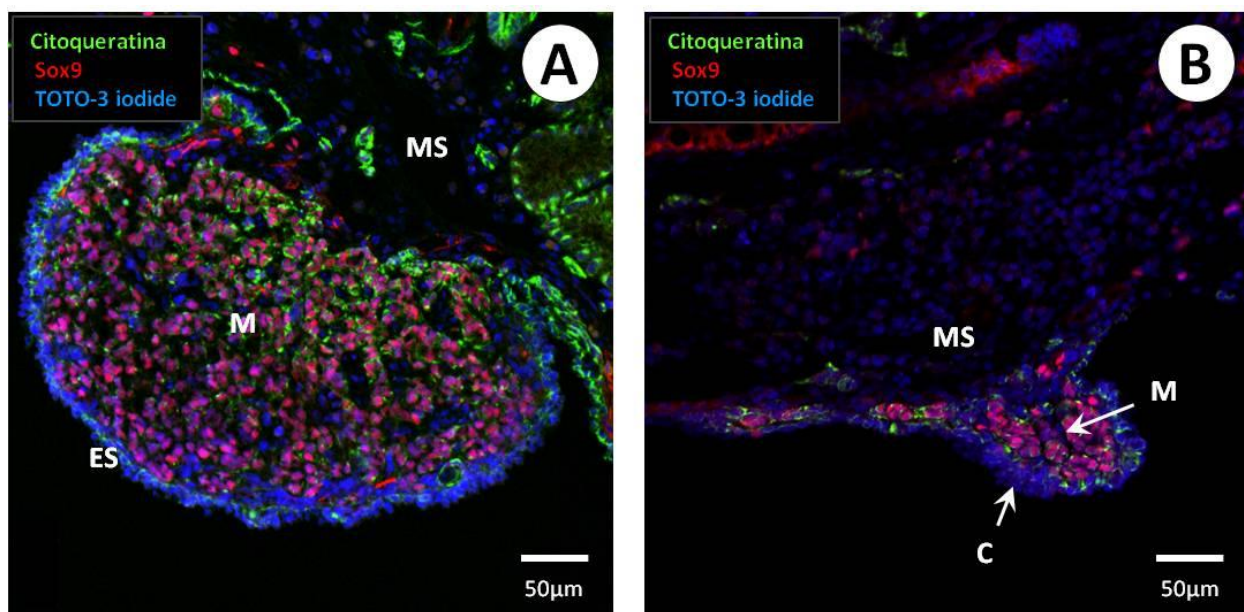 Citoqueratina
Sox9
TOTO-3 iodide
A
MS
M
ES
50µm
Citoqueratina
Sox9
TOTO-3 iodide
B
MS
M
C
50µm